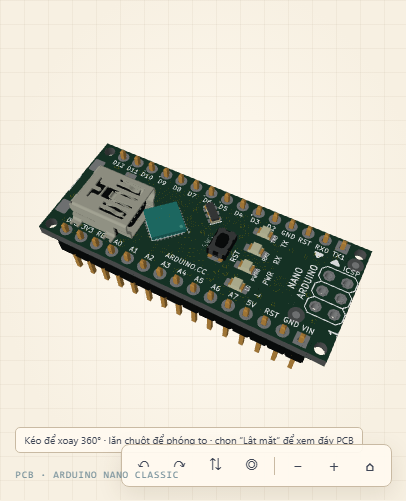 D12 D11 D10 D9 D8 D7 D6 D5 D4 D3 D2 GND RST RX0 TX1
3V3 A0 A1 A2 A3 A4 A5 A6 A7 5V RST GND VIN
ARDUINO.CC
RST
TX
RX
PWR
L
NANO
ARDUINO
ICSP
1
Kéo để xoay 360° · lăn chuột để phóng to · chọn "Lật mặt" để xem đáy PCB
PCB · ARDUINO NANO CLASSIC